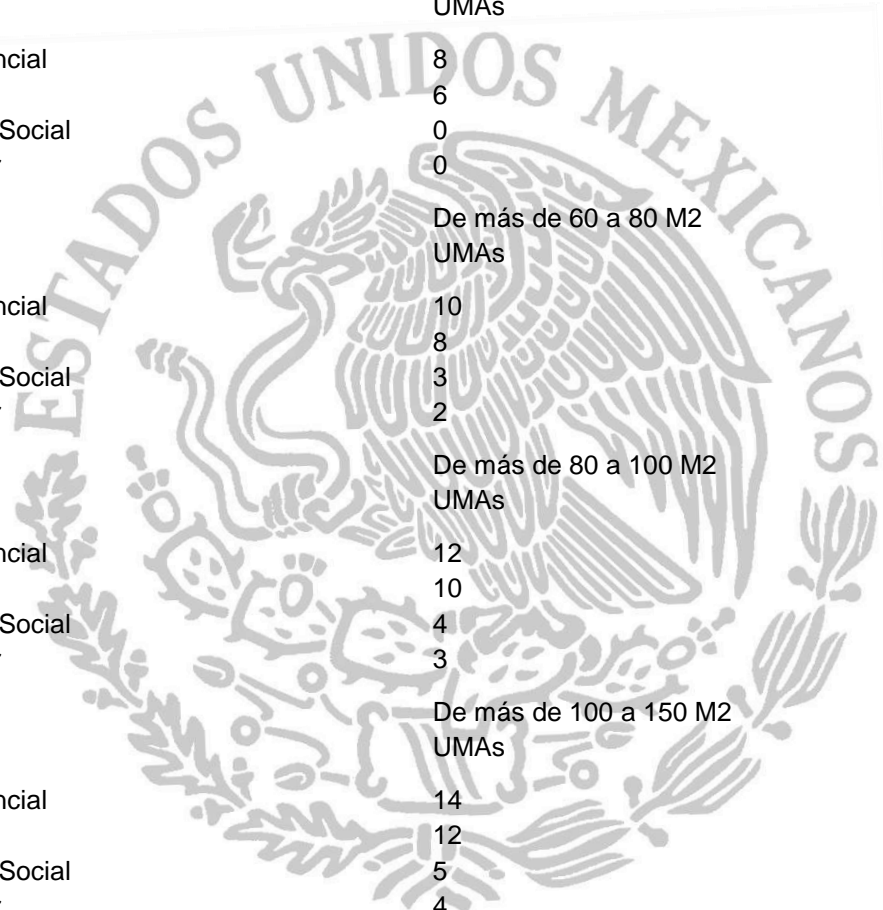 UMAs
ncial 8
6
Social 0
0
De más de 60 a 80 M2
UMAs
ncial 10
8
Social 3
2
De más de 80 a 100 M2
UMAs
ncial 12
10
Social 4
3
De más de 100 a 150 M2
UMAs
ncial 14
12
Social 5
4
ESTADOS UNIDOS MEXICANOS